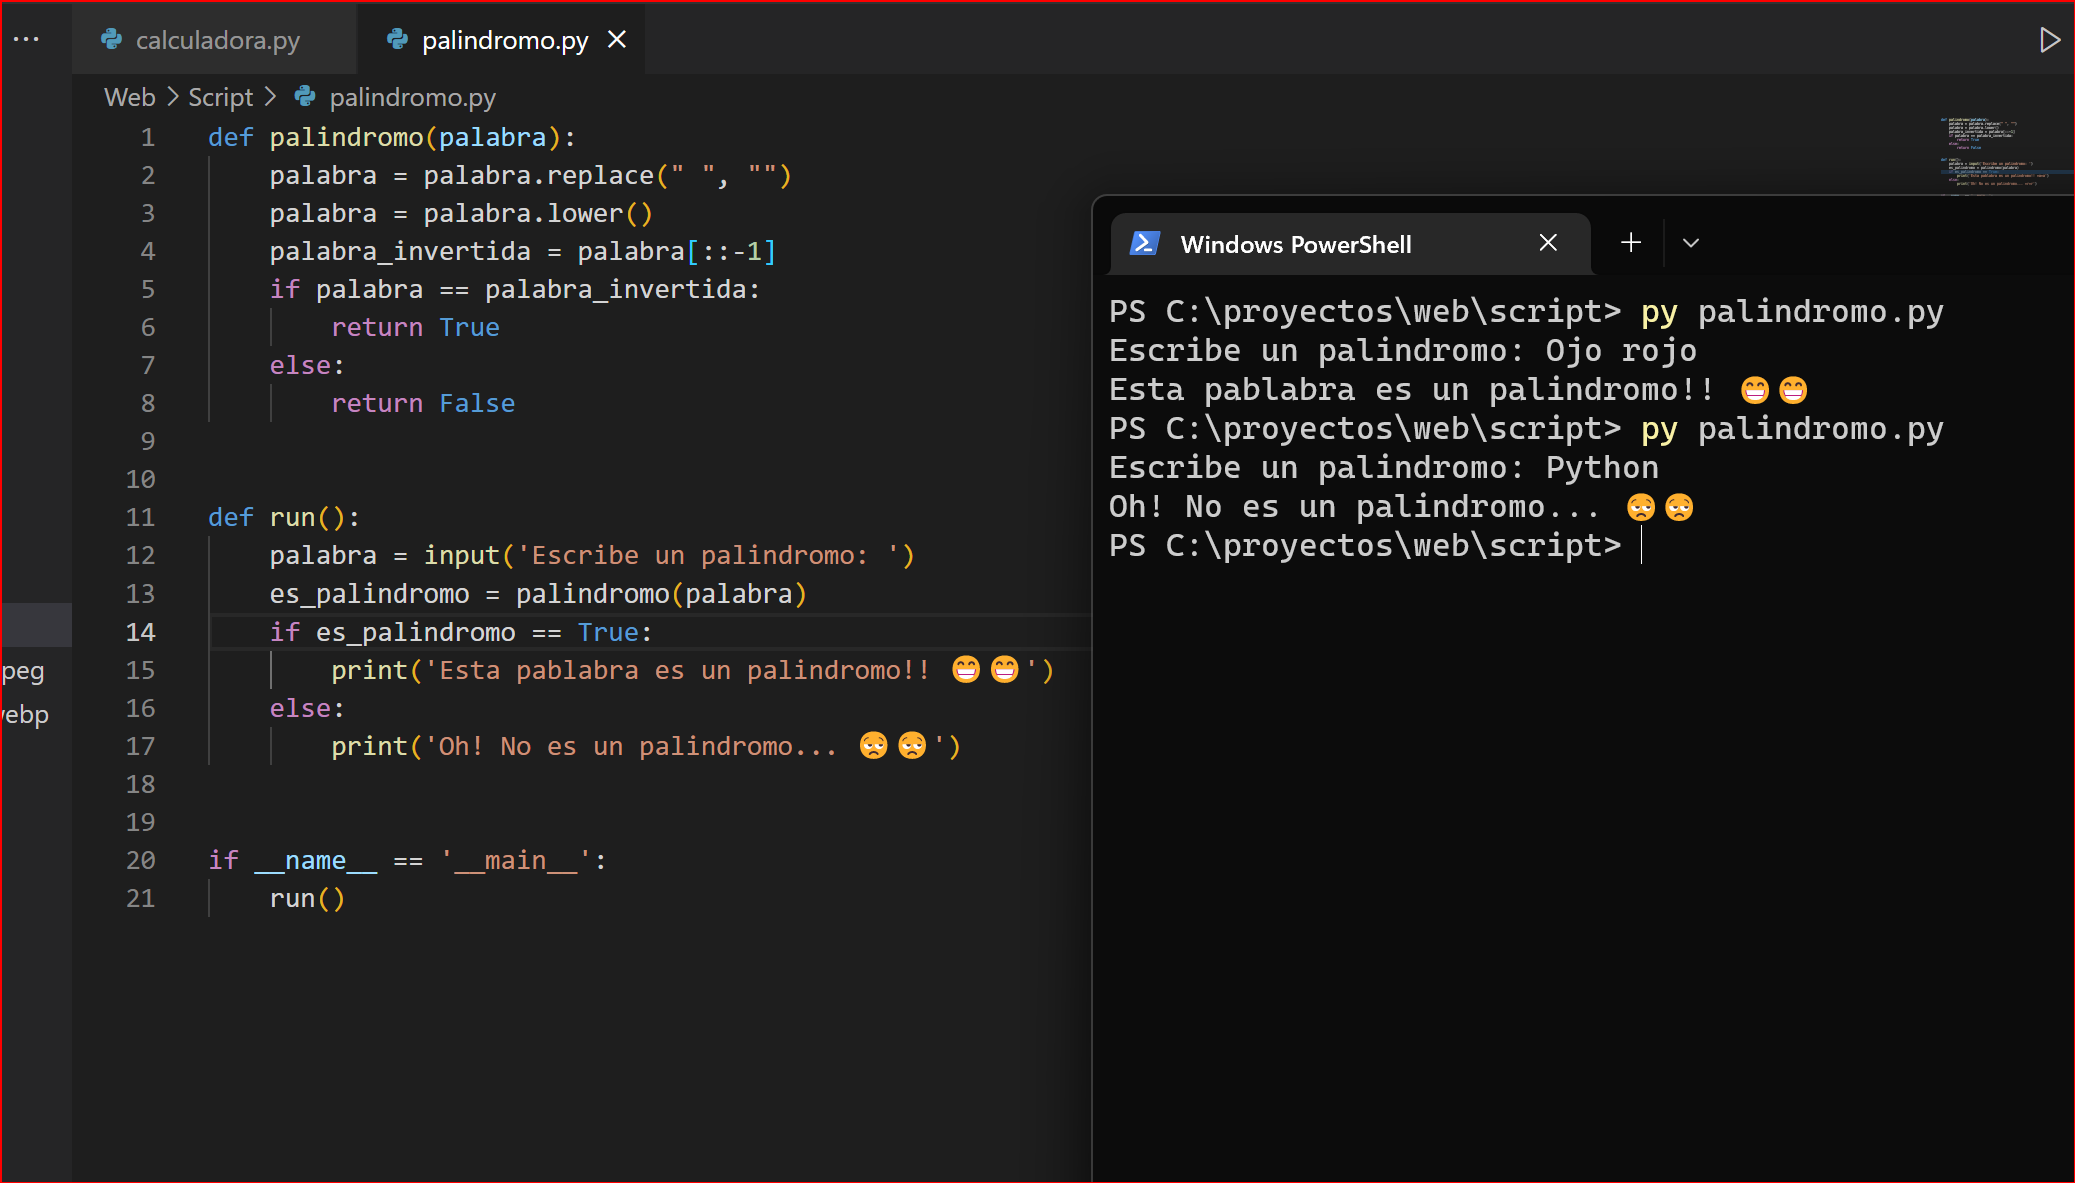 calculadora.py palindromo.py
Web > Script > palindromo.py
1 def palindromo(palabra):
2     palabra = palabra.replace(" ", "")
3     palabra = palabra.lower()
4     palabra_invertida = palabra[::-1]
5     if palabra == palabra_invertida:
6         return True
7     else:
8         return False
9
10
11 def run():
12     palabra = input('Escribe un palindromo: ')
13     es_palindromo = palindromo(palabra)
14     if es_palindromo == True:
15         print('Esta pablabra es un palindromo!! 😁😁')
16     else:
17         print('Oh! No es un palindromo... 😩😩')
18
19
20 if __name__ == '__main__':
21     run()
peg
ebp
Windows PowerShell
PS C:\proyectos\web\script> py palindromo.py
Escribe un palindromo: Ojo rojo
Esta pablabra es un palindromo!! 😁😁
PS C:\proyectos\web\script> py palindromo.py
Escribe un palindromo: Python
Oh! No es un palindromo... 😩😩
PS C:\proyectos\web\script>